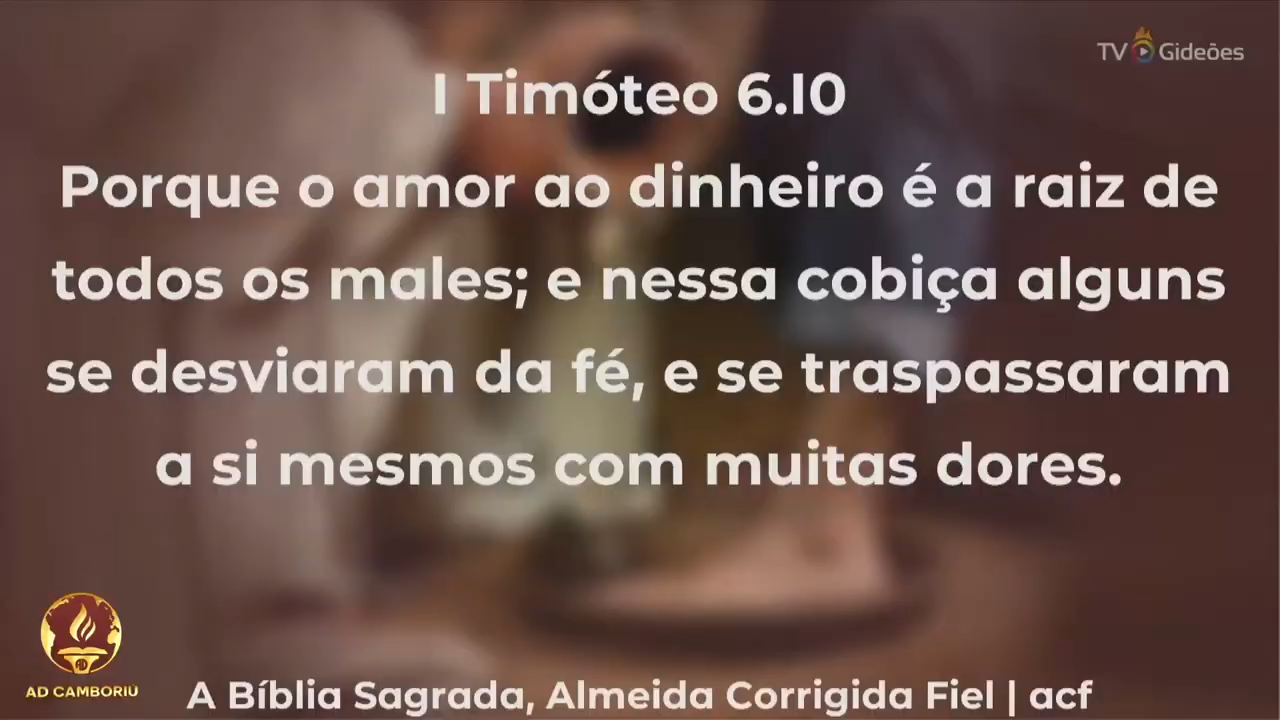 TV Gideões
I Timóteo 6.10
Porque o amor ao dinheiro é a raiz de
todos os males; e nessa cobiça alguns
se desviaram da fé, e se traspassaram
a si mesmos com muitas dores.
AD
AD CAMBORIÚ
A Bíblia Sagrada, Almeida Corrigida Fiel | acf